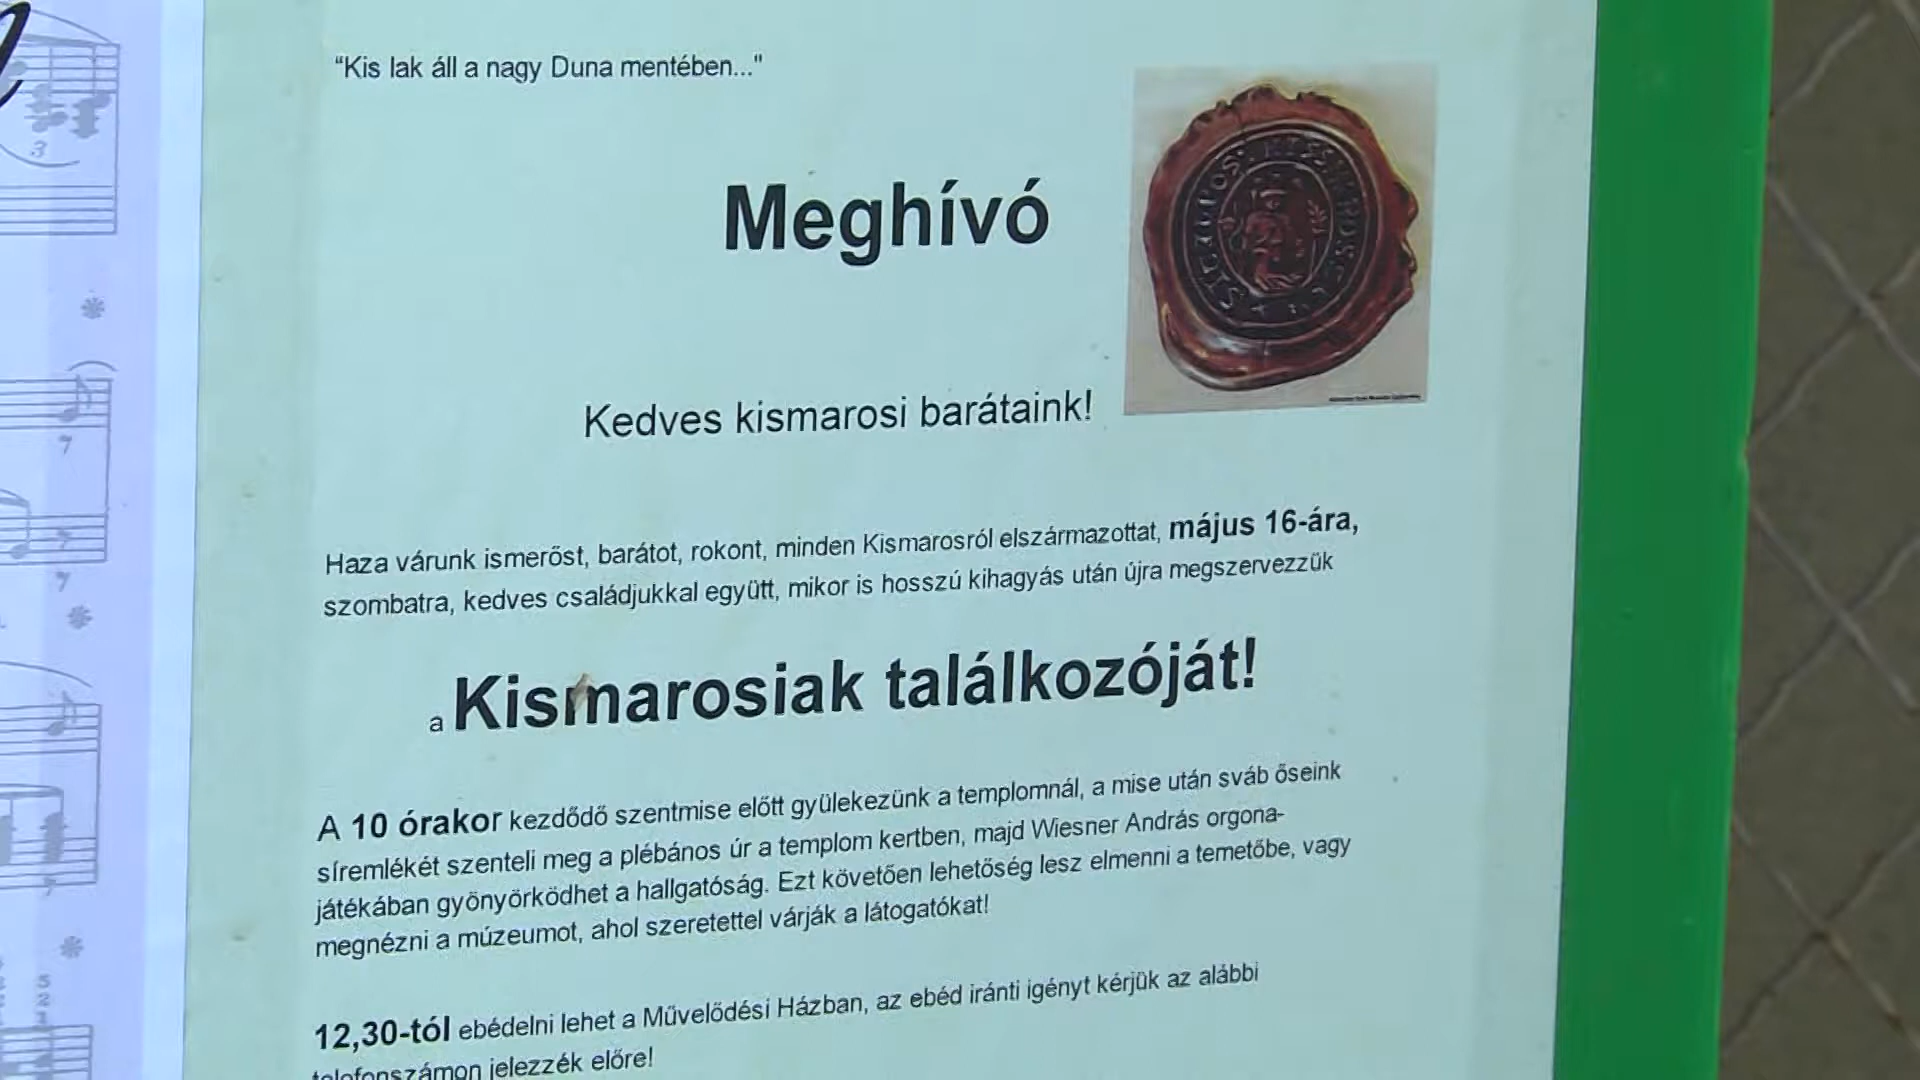 “Kis lak áll a nagy Duna mentében..."
Meghívó
Kedves kismarosi barátaink!
Haza várunk ismerőst, barátot, rokont, minden Kismarosról elszármazottat, május 16-ára,
szombatra, kedves családjukkal együtt, mikor is hosszú kihagyás után újra megszervezzük
a Kismarosiak találkozóját!
A 10 órakor kezdődő szentmise előtt gyülekezünk a templomnál, a mise után sváb őseink
síremlékét szenteli meg a plébános úr a templom kertben, majd Wiesner András orgona-
játékában gyönyörködhet a hallgatóság. Ezt követően lehetőség lesz elmenni a temetőbe, vagy
megnézni a múzeumot, ahol szeretettel várják a látogatókat!
12,30-tól ebédelni lehet a Művelődési Házban, az ebéd iránti igényt kérjük az alábbi
telefonszámon jelezzék előre!